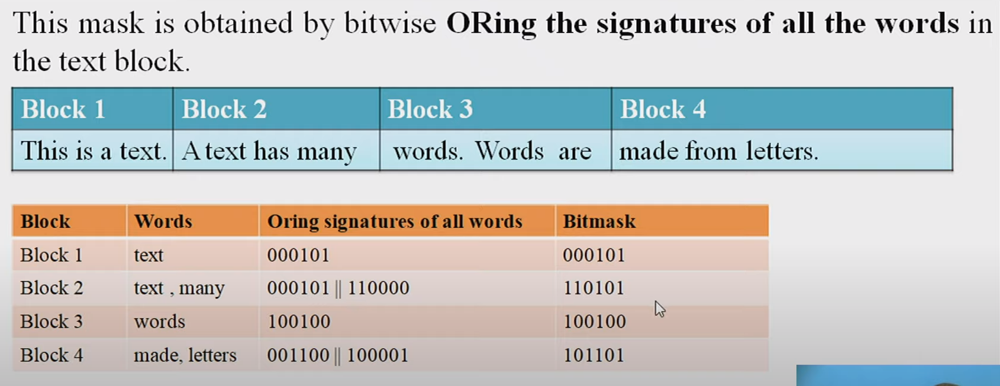 This mask is obtained by bitwise ORing the signatures of all the words in
the text block.
Block 1 Block 2 Block 3 Block 4
This is a text. A text has many words. Words are made from letters.
Block Words Oring signatures of all words Bitmask
Block 1 text 000101 000101
Block 2 text , many 000101 || 110000 110101
Block 3 words 100100 100100
Block 4 made, letters 001100 || 100001 101101